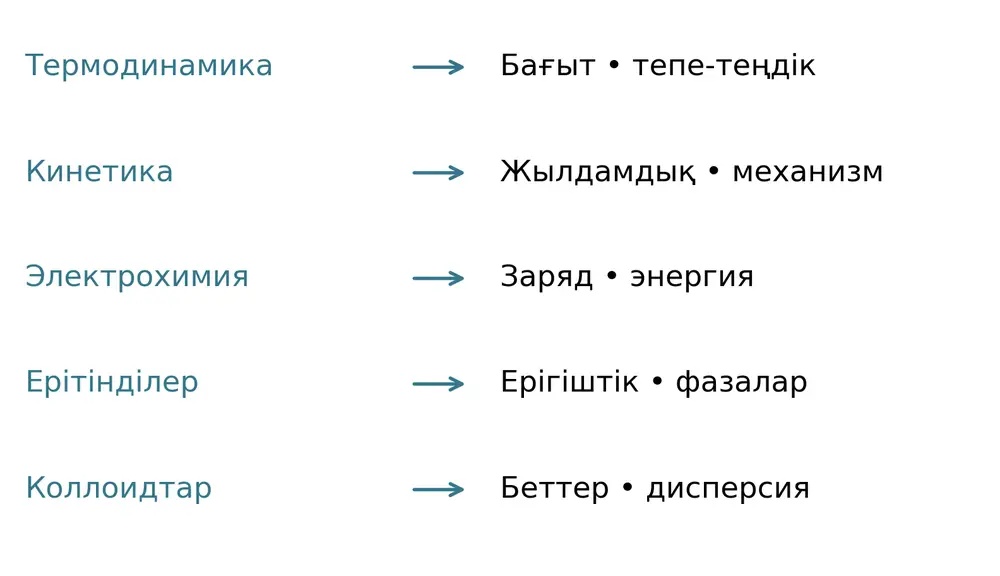 Термодинамика → Бағыт • тепе-теңдік
Кинетика → Жылдамдық • механизм
Электрохимия → Заряд • энергия
Ерітінділер → Ерігіштік • фазалар
Коллоидтар → Беттер • дисперсия